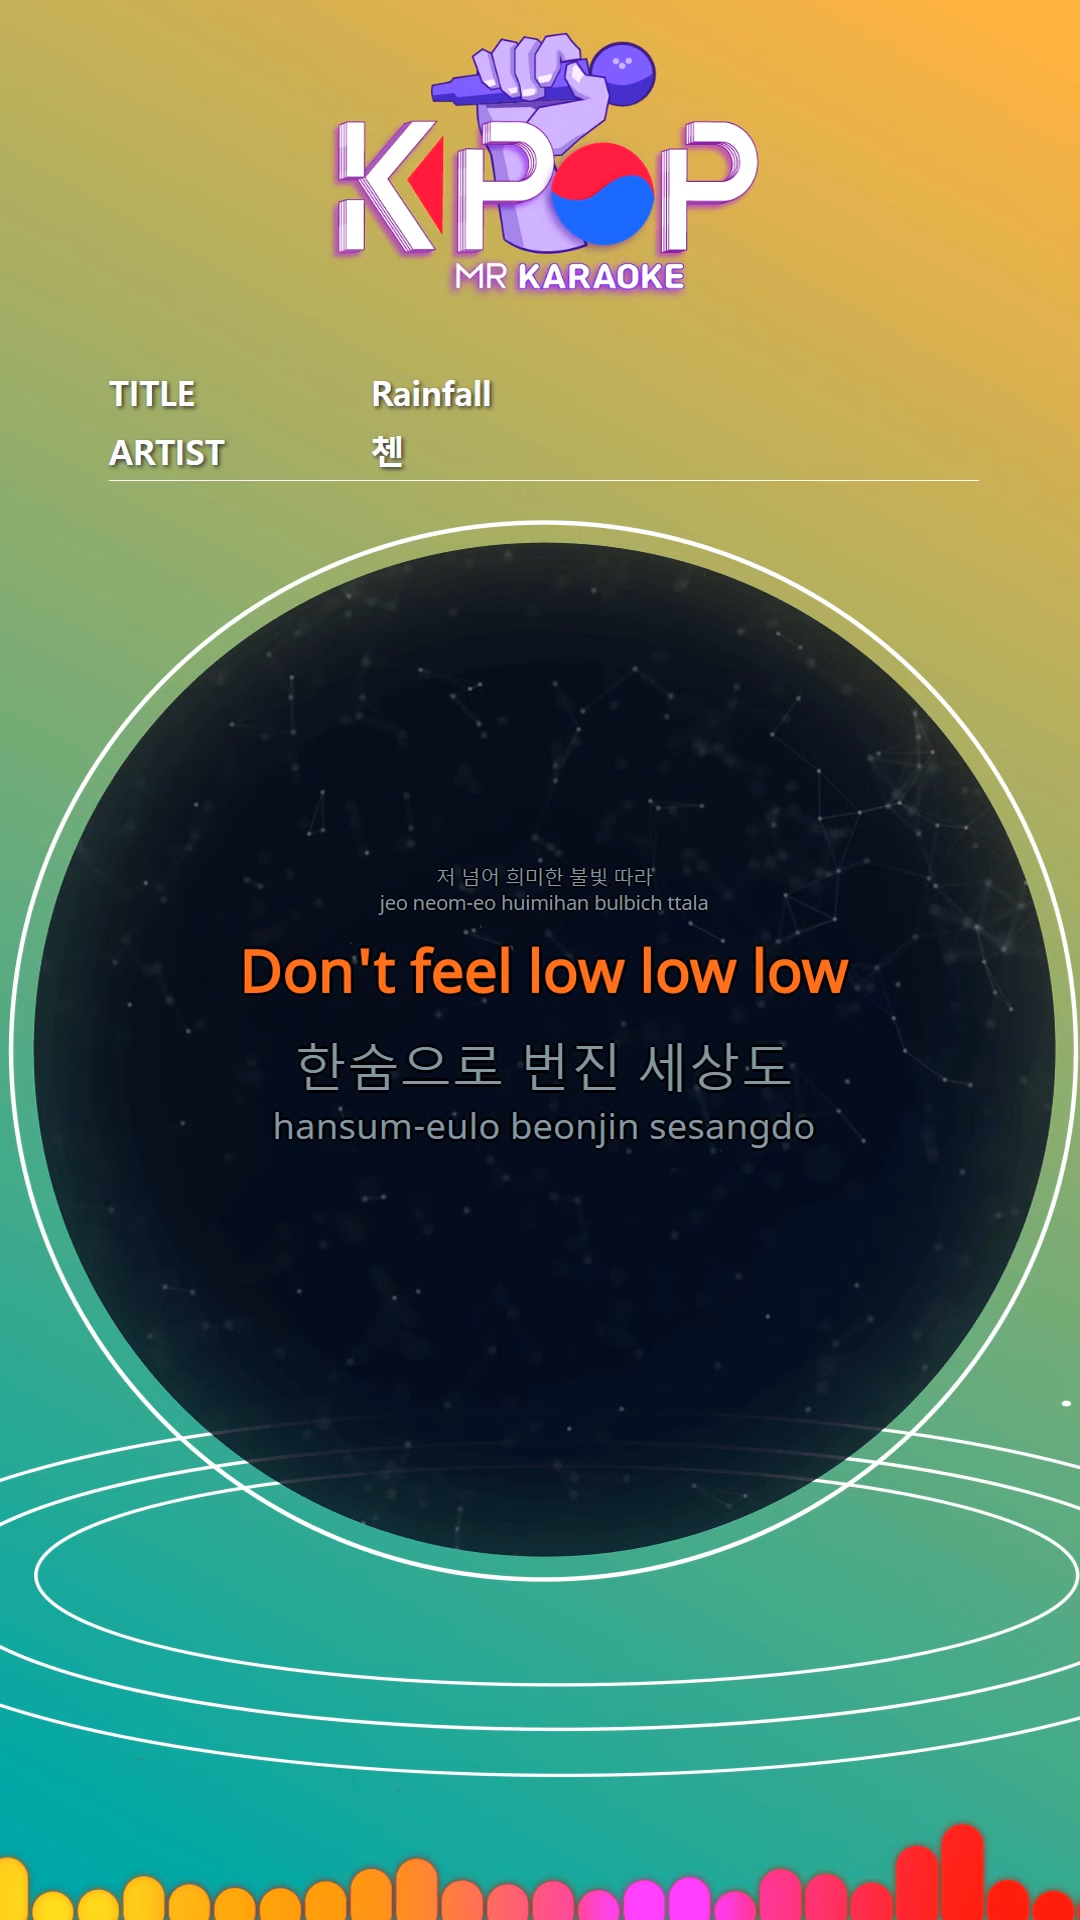 KPOP
MR KARAOKE
TITLE Rainfall
ARTIST 첸
저 넘어 희미한 불빛 따라
jeo neom-eo huimihan bulbich ttala
Don't feel low low low
한숨으로 번진 세상도
hansum-eulo beonjin sesangdo